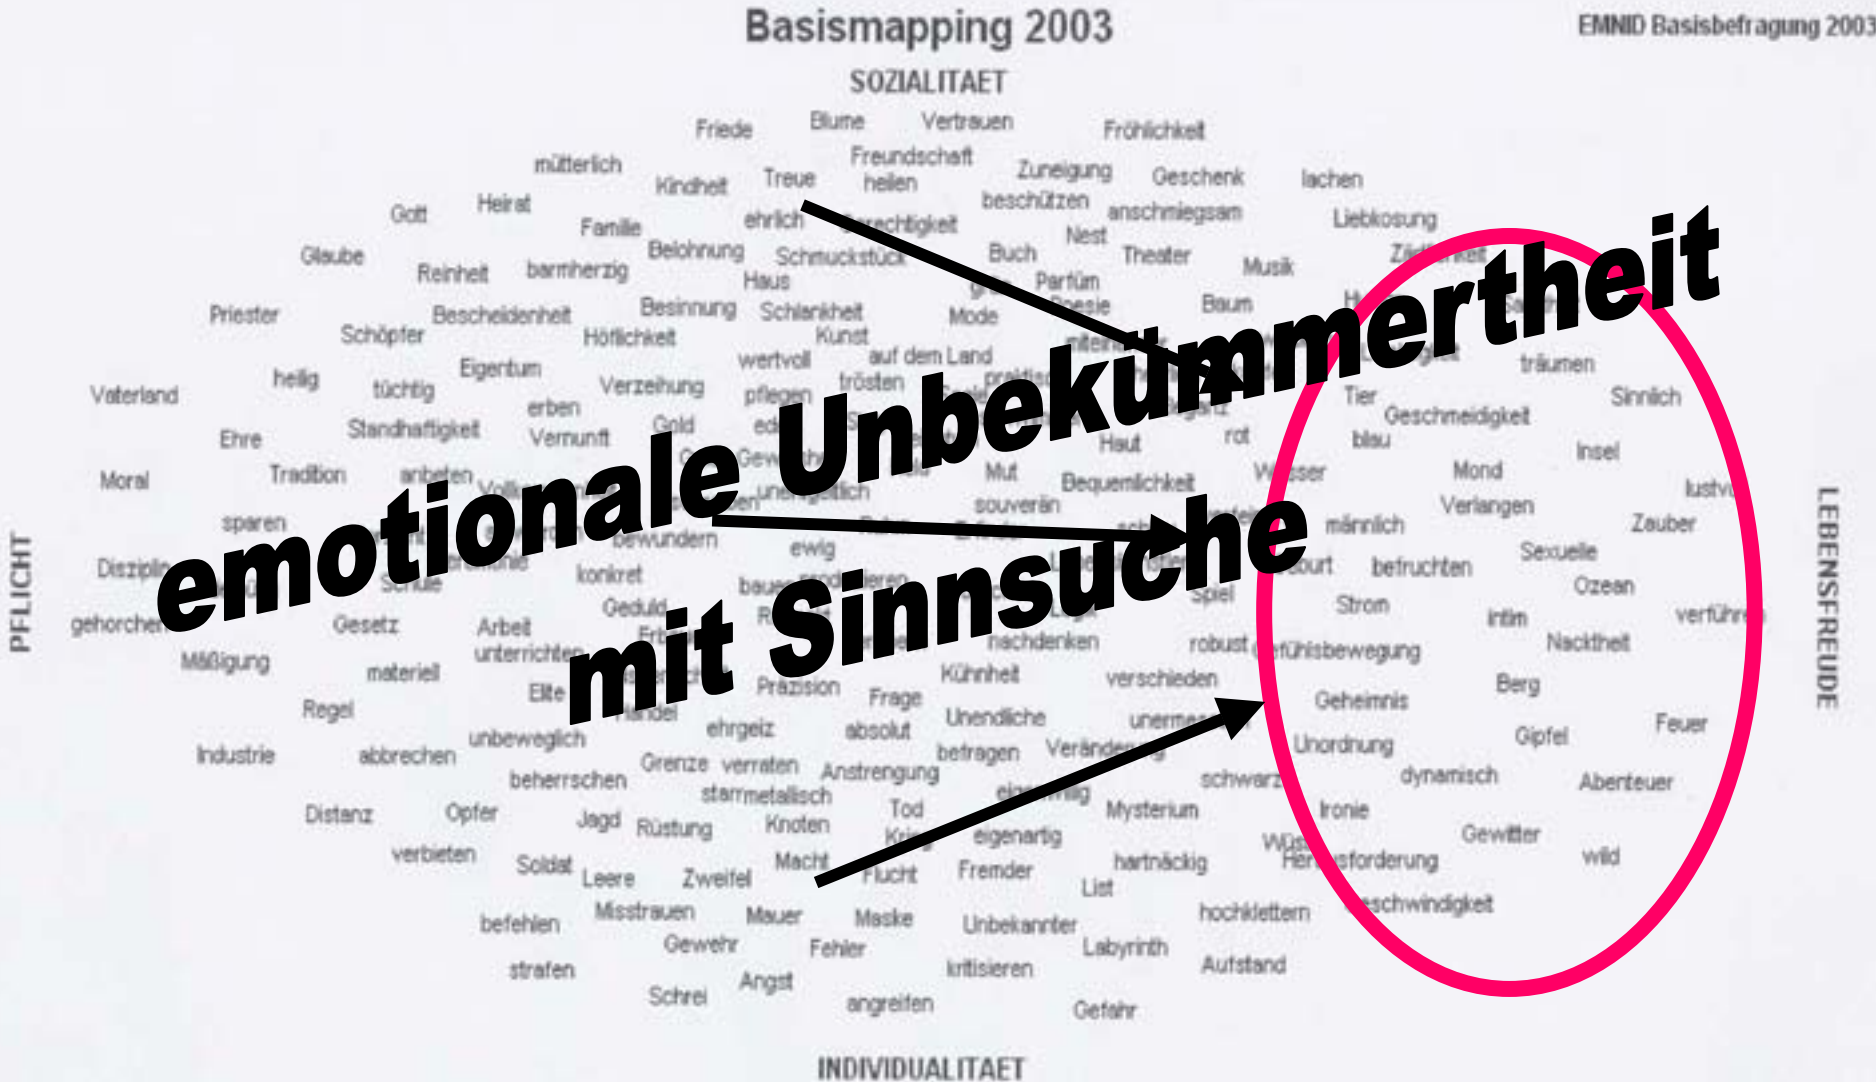 Basismapping 2003
EMNID Basisbefragung 2003
SOZIALITAET
Friede Blume Vertrauen Fröhlichkeit
mütterlich Freundschaft Zuneigung Geschenk lachen
Kindheit Treue heilen
Gott Heirat beschützen anschmiegsam Liebkosung
Familie ehrlich
Glaube Belohnung Schmuckstück Buch Nest Theater Musik
Reinheit barmherzig Haus Parfüm
Priester Bescheidenheit Besinnung Schlankheit Mode Baum
Schöpfer Höflichkeit Kunst
wertvoll auf dem Land träumen
Vaterland heilig tüchtig Eigentum Verzeihung pflegen trösten Tier Sinnlich
erben Geschmeidigkeit
Ehre Standhaftigkeit Vernunft Gold Haut rot blau Insel
emotionale Unbekümmertheit
Moral Tradition anbeten Mut Bequemlichkeit Mond
souverän Verlangen
sparen bewundern ewig männlich Zauber
mit Sinnsuche
PFLICHT
LEBENSFREUDE
konkret befruchten Sexuelle
Schule Geduld Spiel Strom Ozean
Gesetz Arbeit intim
unterrichten nachdenken robust Nacktheit
Mäßigung materiell Kühnheit verschieden
Elite Präzision Frage Geheimnis Berg
Regel ehrgeiz absolut Unendliche Gipfel Feuer
Industrie abbrechen unbeweglich betragen Unordnung
beherrschen Grenze verraten Anstrengung schwarz dynamisch Abenteuer
starr metallisch
Distanz Opfer Jagd Rüstung Knoten Tod Mysterium Ironie
verbieten eigenartig Gewitter
Soldat Leere Zweifel Macht Flucht Fremder hartnäckig Herausforderung wild
List
befehlen Misstrauen Mauer Maske Unbekannter hochklettern
Gewehr Fehler Labyrinth
strafen Angst kritisieren Aufstand
Schrei angreifen Gefahr
INDIVIDUALITAET